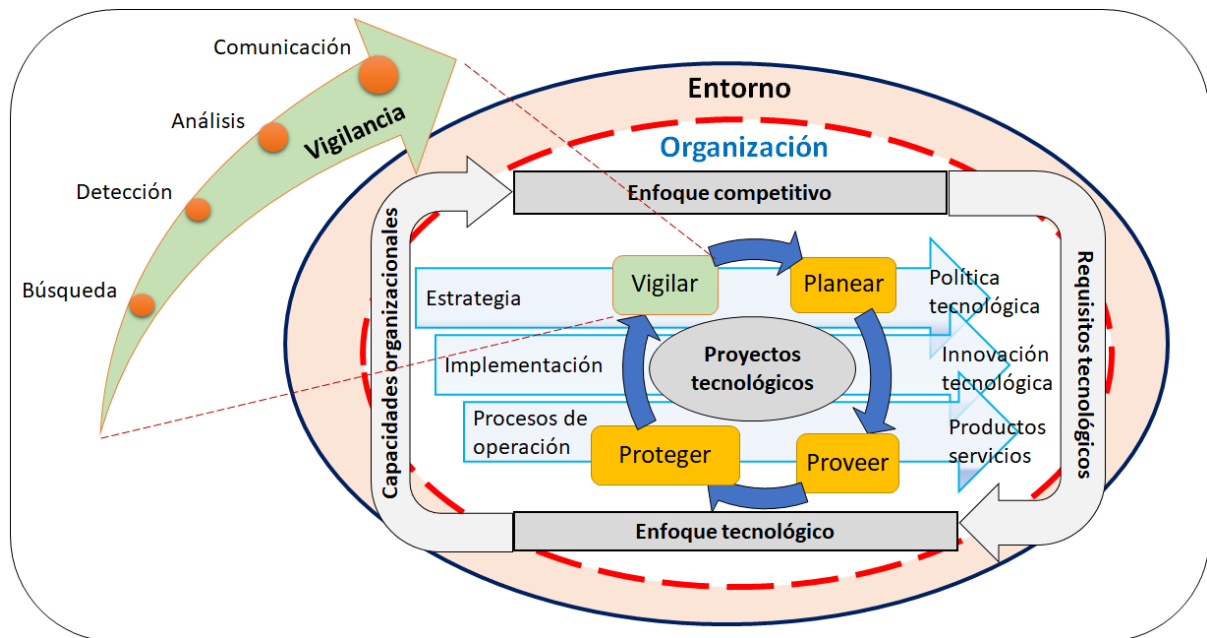 Comunicación
Análisis
Vigilancia
Detección
Búsqueda
Entorno
Organización
Enfoque competitivo
Capacidades organizacionales
Requisitos tecnológicos
Vigilar
Planear
Estrategia
Política
tecnológica
Implementación
Proyectos
tecnológicos
Innovación
tecnológica
Procesos de
operación
Proteger
Proveer
Productos
servicios
Enfoque tecnológico